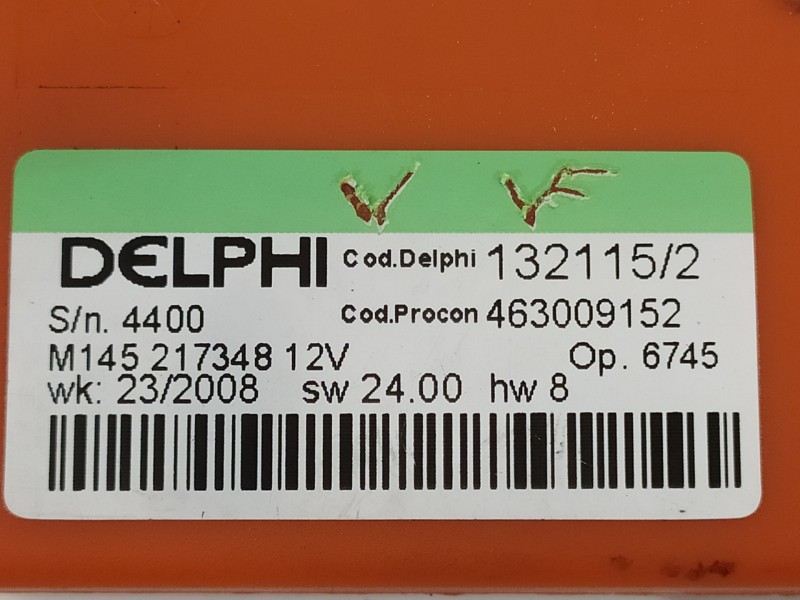 V VF
DELPHI Cod.Delphi 132115/2
S/n. 4400 Cod.Procon 463009152
M145 217348 12V Op. 6745
wk: 23/2008 sw 24.00 hw 8